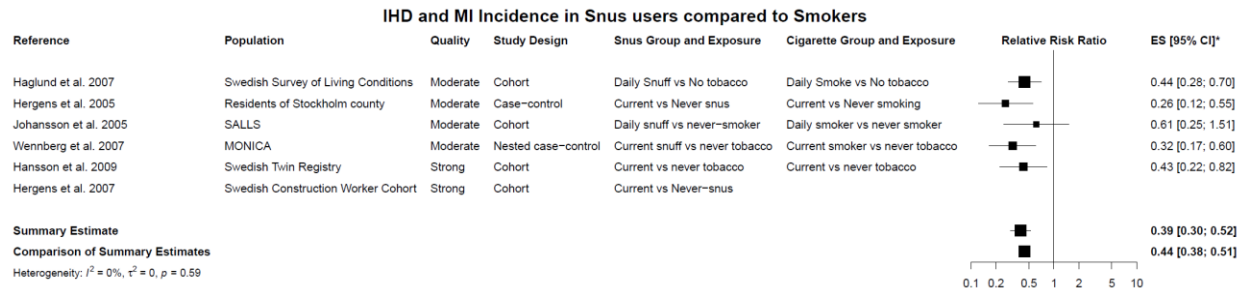 IHD and MI Incidence in Snus users compared to Smokers
Reference Population Quality Study Design Snus Group and Exposure Cigarette Group and Exposure Relative Risk Ratio ES [95% CI]*
Haglund et al. 2007 Swedish Survey of Living Conditions Moderate Cohort Daily Snuff vs No tobacco Daily Smoke vs No tobacco 0.44 [0.28; 0.70]
Hergens et al. 2005 Residents of Stockholm county Moderate Case−control Current vs Never snus Current vs Never smoking 0.26 [0.12; 0.55]
Johansson et al. 2005 SALLS Moderate Cohort Daily snuff vs never−smoker Daily smoker vs never smoker 0.61 [0.25; 1.51]
Wennberg et al. 2007 MONICA Moderate Nested case−control Current snuff vs never tobacco Current smoker vs never tobacco 0.32 [0.17; 0.60]
Hansson et al. 2009 Swedish Twin Registry Strong Cohort Current vs never tobacco Current vs never tobacco 0.43 [0.22; 0.82]
Hergens et al. 2007 Swedish Construction Worker Cohort Strong Cohort Current vs Never−snus
Summary Estimate 0.39 [0.30; 0.52]
Comparison of Summary Estimates 0.44 [0.38; 0.51]
Heterogeneity: I² = 0%, τ² = 0, p = 0.59
0.1 0.2 0.5 1 2 5 10